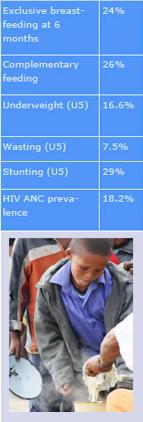 Exclusive breast- 24%
feeding at 6
months
Complementary 26%
feeding
Underweight (U5) 16.6%
Wasting (U5) 7.5%
Stunting (U5) 29%
HIV ANC preva- 18.2%
lence